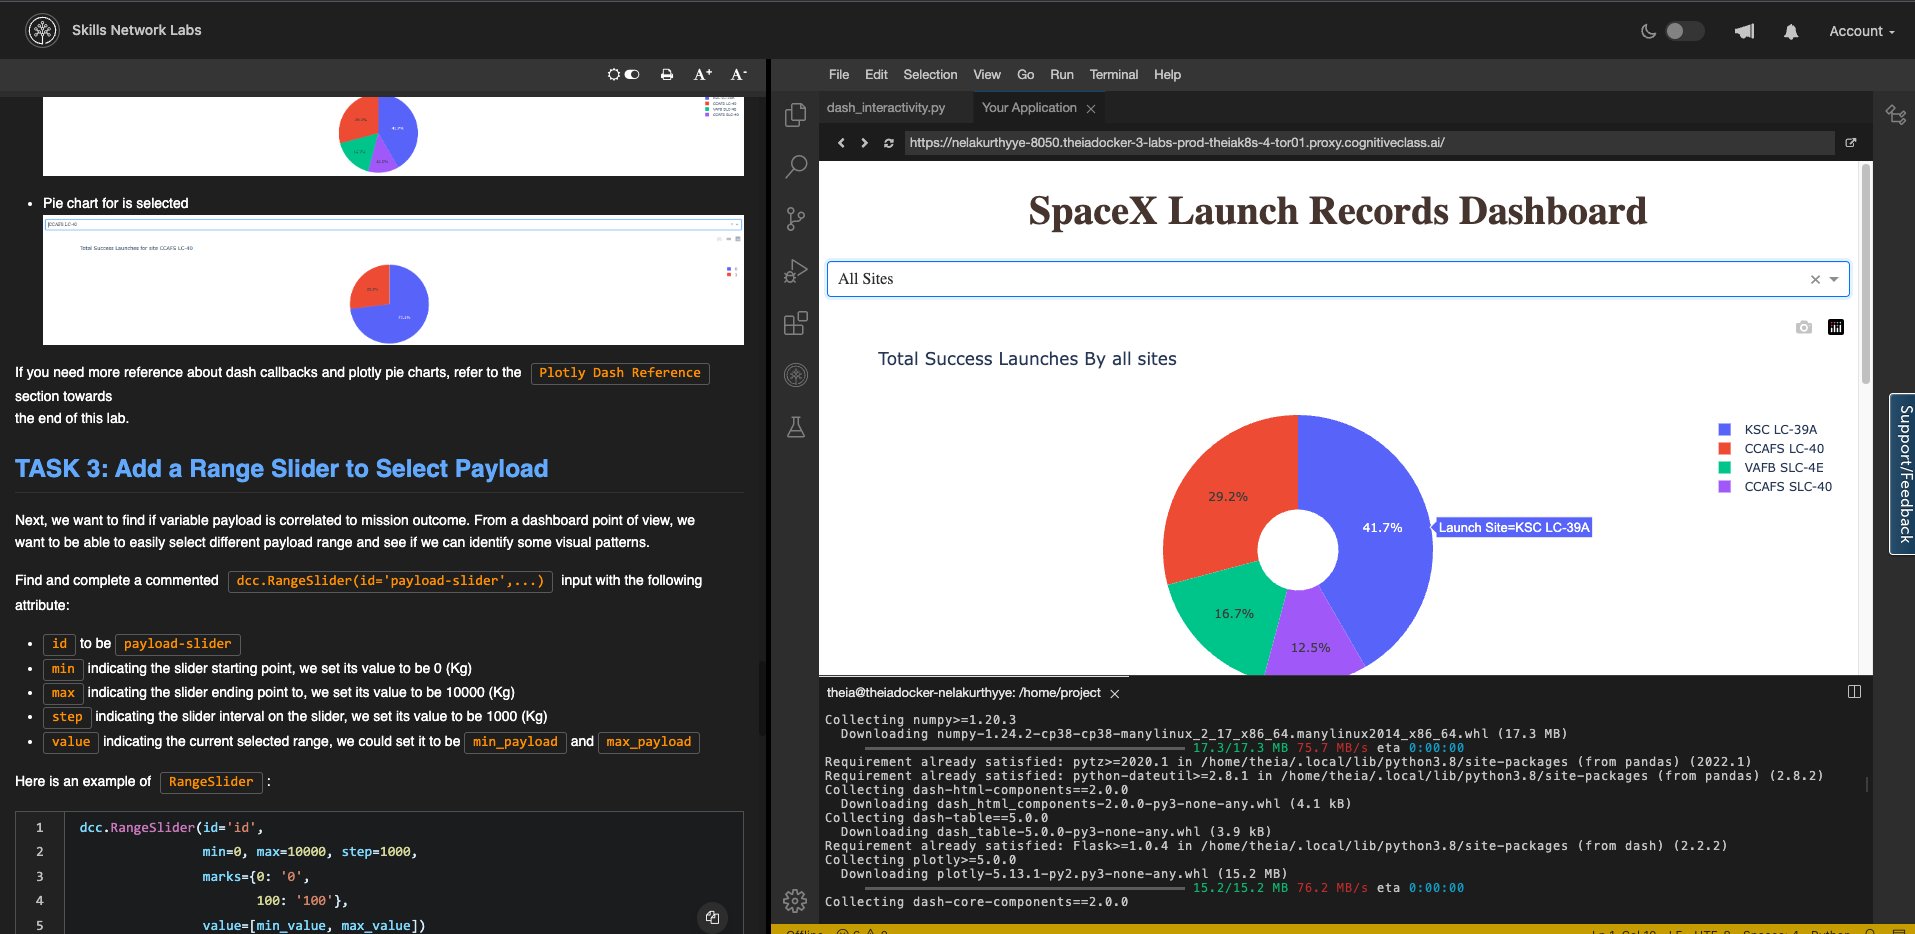 Skills Network Labs
Account
A+
A-
Pie chart for is selected
CCAFS LC-40
Total Success Launches for site CCAFS LC-40
If you need more reference about dash callbacks and plotly pie charts, refer to the Plotly Dash Reference
section towards
the end of this lab.
TASK 3: Add a Range Slider to Select Payload
Next, we want to find if variable payload is correlated to mission outcome. From a dashboard point of view, we
want to be able to easily select different payload range and see if we can identify some visual patterns.
Find and complete a commented dcc.RangeSlider(id='payload-slider',...) input with the following
attribute:
id to be payload-slider
min indicating the slider starting point, we set its value to be 0 (Kg)
max indicating the slider ending point to, we set its value to be 10000 (Kg)
step indicating the slider interval on the slider, we set its value to be 1000 (Kg)
value indicating the current selected range, we could set it to be min_payload and max_payload
Here is an example of RangeSlider :
1 dcc.RangeSlider(id='id',
2 min=0, max=10000, step=1000,
3 marks={0: '0',
4 100: '100'},
5 value=[min_value, max_value])
File Edit Selection View Go Run Terminal Help
dash_interactivity.py Your Application
https://nelakurthyye-8050.theiadocker-3-labs-prod-theiak8s-4-tor01.proxy.cognitiveclass.ai/
SpaceX Launch Records Dashboard
All Sites
Total Success Launches By all sites
KSC LC-39A
CCAFS LC-40
VAFB SLC-4E
CCAFS SLC-40
29.2%
41.7%
Launch Site=KSC LC-39A
16.7%
12.5%
Support/Feedback
theia@theiadocker-nelakurthyye: /home/project
Collecting numpy>=1.20.3
Downloading numpy-1.24.2-cp38-cp38-manylinux_2_17_x86_64.manylinux2014_x86_64.whl (17.3 MB)
17.3/17.3 MB 75.7 MB/s eta 0:00:00
Requirement already satisfied: pytz>=2020.1 in /home/theia/.local/lib/python3.8/site-packages (from pandas) (2022.1)
Requirement already satisfied: python-dateutil>=2.8.1 in /home/theia/.local/lib/python3.8/site-packages (from pandas) (2.8.2)
Collecting dash-html-components==2.0.0
Downloading dash_html_components-2.0.0-py3-none-any.whl (4.1 kB)
Collecting dash-table==5.0.0
Downloading dash_table-5.0.0-py3-none-any.whl (3.9 kB)
Requirement already satisfied: Flask>=1.0.4 in /home/theia/.local/lib/python3.8/site-packages (from dash) (2.2.2)
Collecting plotly>=5.0.0
Downloading plotly-5.13.1-py2.py3-none-any.whl (15.2 MB)
15.2/15.2 MB 76.2 MB/s eta 0:00:00
Collecting dash-core-components==2.0.0